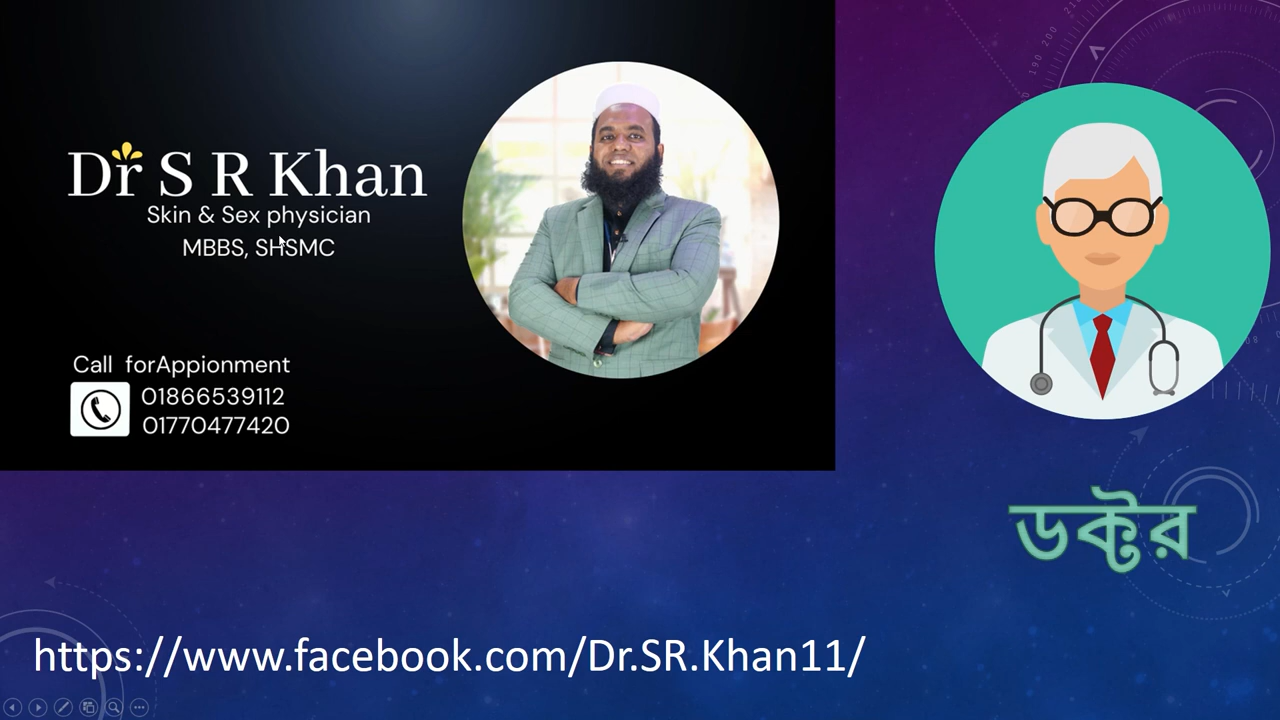 Dr S R Khan
Skin & Sex physician
MBBS, SHSMC
Call forAppionment
01866539112
01770477420
ডক্টর
https://www.facebook.com/Dr.SR.Khan11/